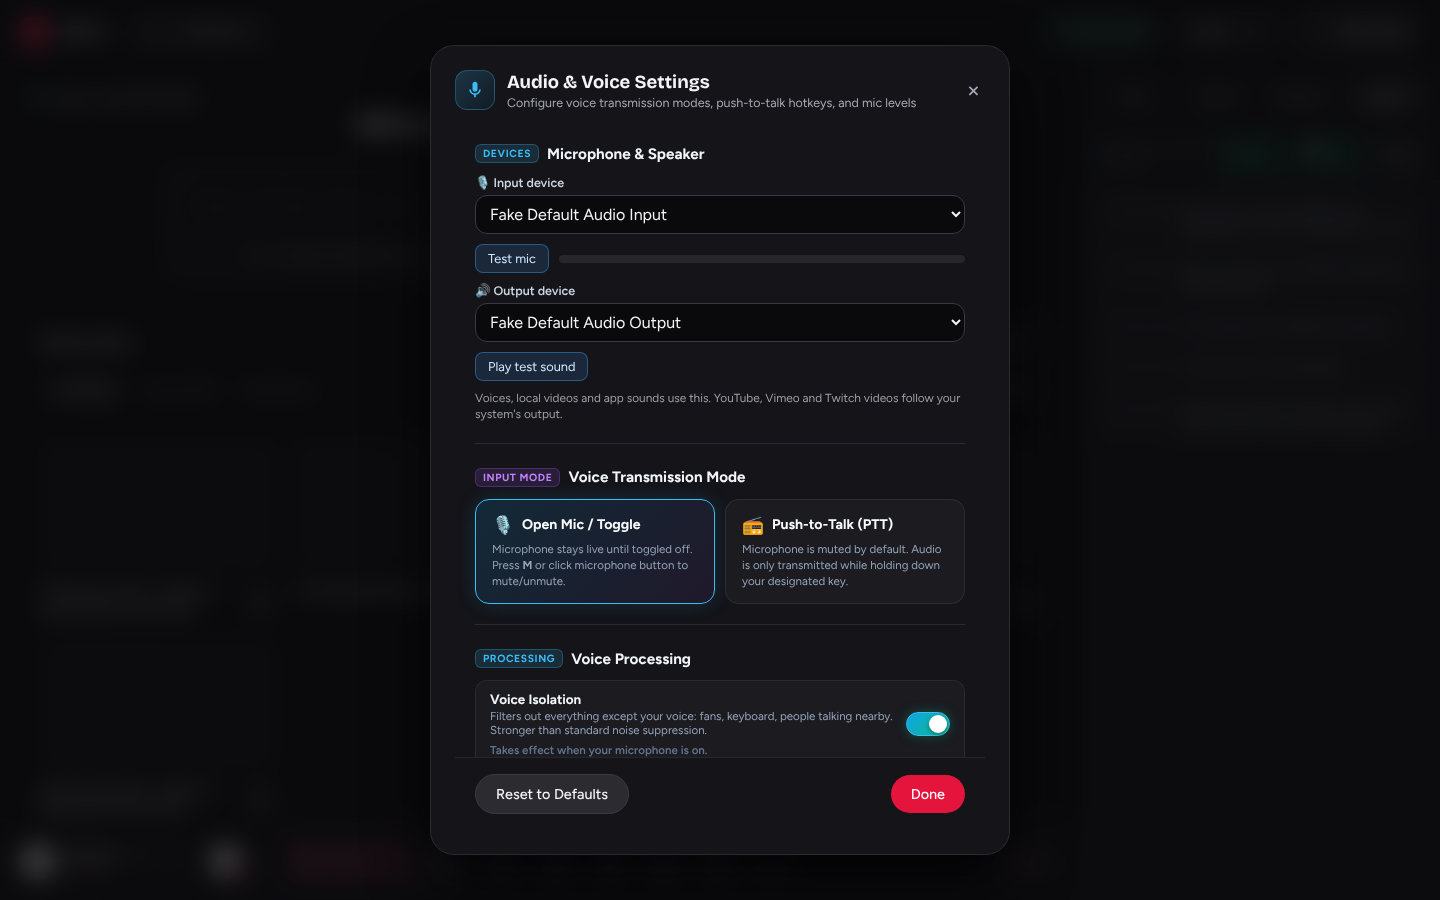 Audio & Voice Settings
Configure voice transmission modes, push-to-talk hotkeys, and mic levels
DEVICES Microphone & Speaker
Input device
Fake Default Audio Input
Test mic
Output device
Fake Default Audio Output
Play test sound
Voices, local videos and app sounds use this. YouTube, Vimeo and Twitch videos follow your
system's output.
INPUT MODE Voice Transmission Mode
Open Mic / Toggle
Microphone stays live until toggled off.
Press M or click microphone button to
mute/unmute.
Push-to-Talk (PTT)
Microphone is muted by default. Audio
is only transmitted while holding down
your designated key.
PROCESSING Voice Processing
Voice Isolation
Filters out everything except your voice: fans, keyboard, people talking nearby.
Stronger than standard noise suppression.
Takes effect when your microphone is on.
Reset to Defaults
Done